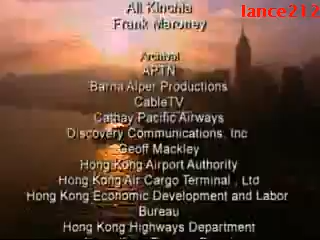 Ali Kinchla
lance212
Frank Maroney
Archival
APTN
Barna Alper Productions
CableTV
Cathay Pacific Airways
Discovery Communications, Inc
Geoff Mackley
Hong Kong Airport Authority
Hong Kong Air Cargo Terminal , Ltd
Hong Kong Economic Development and Labor
Bureau
Hong Kong Highways Department